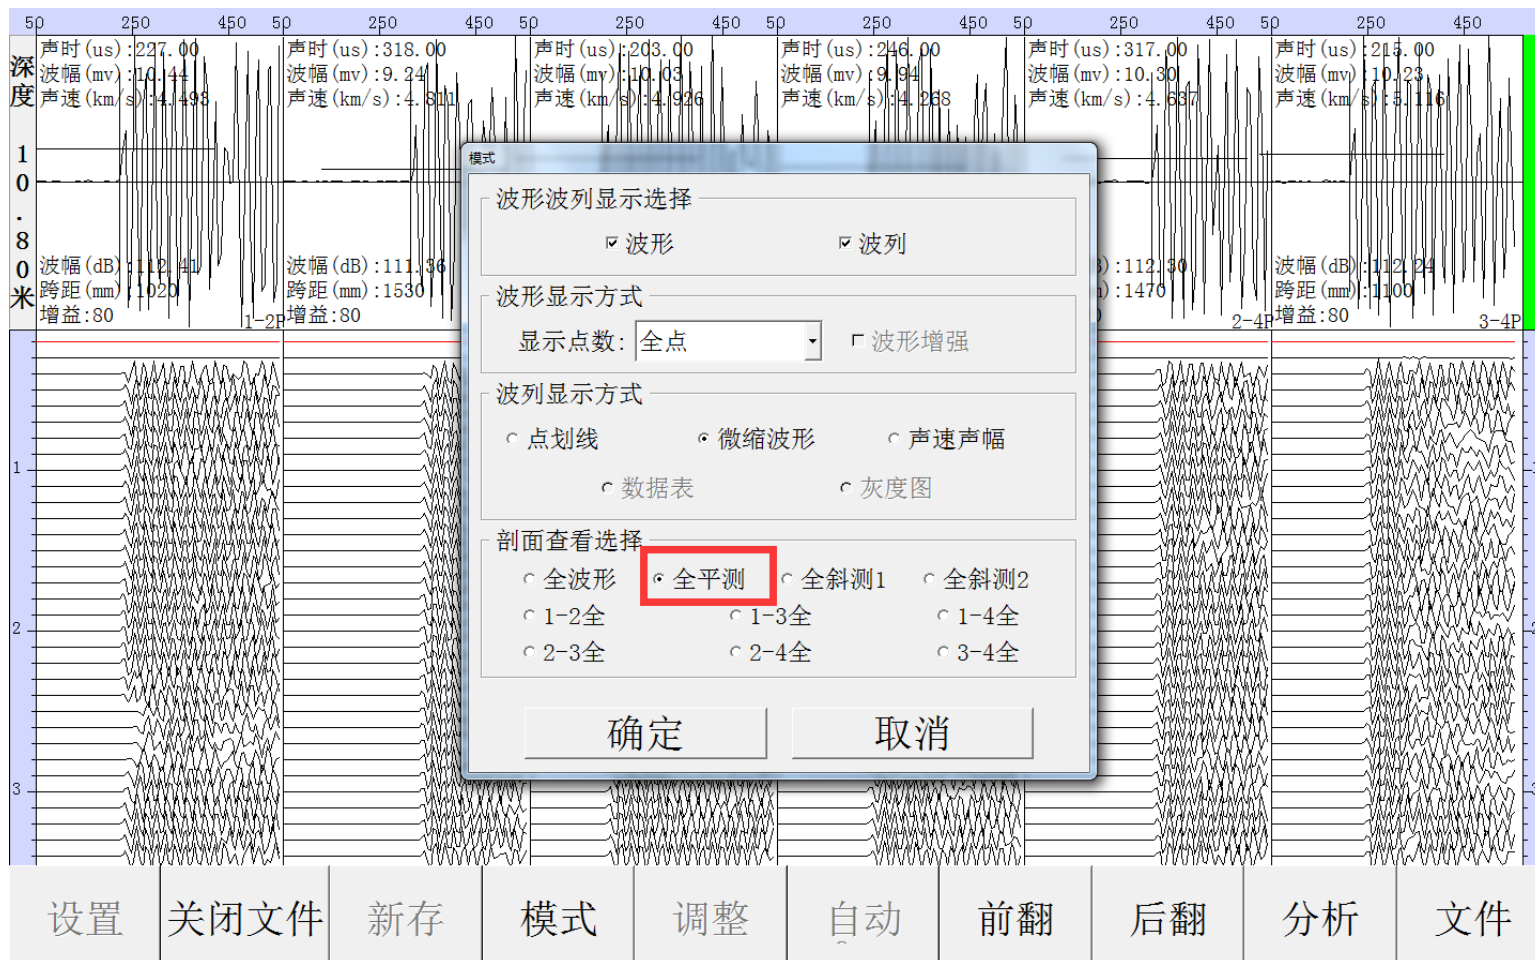 50 250 450 50 250 450 50 250 450 50 250 450 50 250 450 50 250 450
深度 10.80米
声时(us):227.00
波幅(mv):10.44
声速(km/s):4.493
波幅(dB):112.41
跨距(mm):1020
增益:80
1-2P
声时(us):318.00
波幅(mv):9.24
声速(km/s):4.811
波幅(dB):111.36
跨距(mm):1530
增益:80
声时(us):203.00
波幅(mv):10.03
声速(km/s):4.926
声时(us):246.00
波幅(mv):9.94
声速(km/s):4.268
声时(us):317.00
波幅(mv):10.30
声速(km/s):4.637
):112.30
):1470
2-4P
声时(us):215.00
波幅(mv):10.23
声速(km/s):5.116
波幅(dB):112.24
跨距(mm):1100
增益:80
3-4P
1
2
3
模式
波形波列显示选择
波形 波列
波形显示方式
显示点数: 全点 波形增强
波列显示方式
点划线 微缩波形 声速声幅
数据表 灰度图
剖面查看选择
全波形 全平测 全斜测1 全斜测2
1-2全 1-3全 1-4全
2-3全 2-4全 3-4全
确定 取消
设置 关闭文件 新存 模式 调整 自动 前翻 后翻 分析 文件